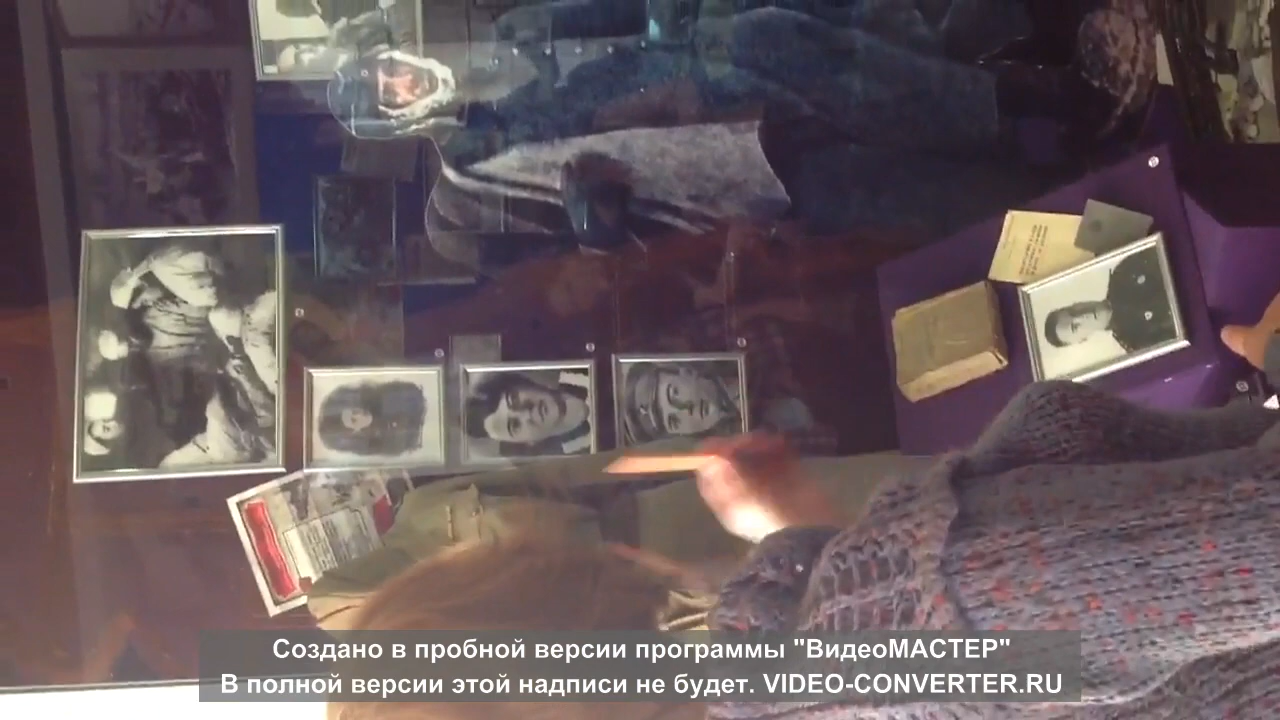 Создано в пробной версии программы "ВидеоМАСТЕР"
В полной версии этой надписи не будет. VIDEO-CONVERTER.RU